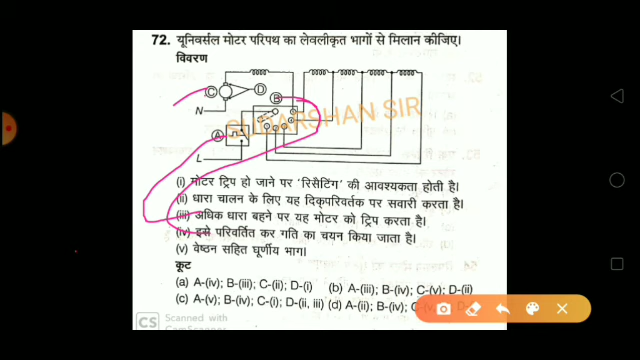 72. यूनिवर्सल मोटर परिपथ का लेवलीकृत भागों से मिलान कीजिए।
विवरण
C
D
B
N
SUDARSHAN SIR
A
L
(i) मोटर ट्रिप हो जाने पर 'रिसैटिंग' की आवश्यकता होती है।
(ii) धारा चालन के लिए यह दिक्परिवर्तक पर सवारी करता है।
(iii) अधिक धारा बहने पर यह मोटर को ट्रिप करता है।
(iv) इसे परिवर्तित कर गति का चयन किया जाता है।
(v) वेष्ठन सहित घूर्णीय भाग।
कूट
(a) A-(iv); B-(iii); C-(ii); D-(i) (b) A-(iii); B-(iv); C-(v); D-(ii)
(c) A-(v); B-(iv); C-(i); D-(ii, iii) (d) A-(ii); B-(iv);
CS Scanned with